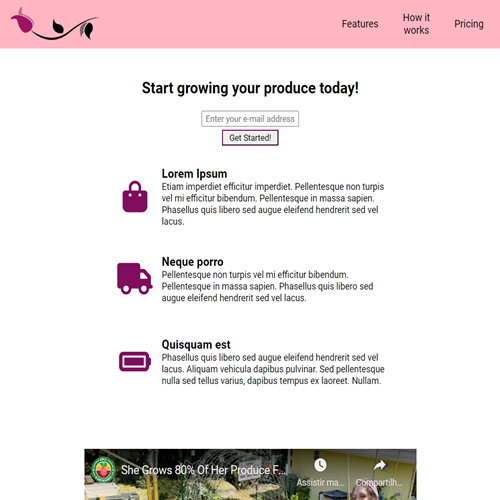 Features
How it
works
Pricing
Start growing your produce today!
Enter your e-mail address
Get Started!
Lorem Ipsum
Etiam imperdiet efficitur imperdiet. Pellentesque non turpis
vel mi efficitur bibendum. Pellentesque in massa sapien.
Phasellus quis libero sed augue eleifend hendrerit sed vel
lacus.
Neque porro
Pellentesque non turpis vel mi efficitur bibendum.
Pellentesque in massa sapien. Phasellus quis libero sed
augue eleifend hendrerit sed vel lacus.
Quisquam est
Phasellus quis libero sed augue eleifend hendrerit sed vel
lacus. Aliquam vehicula dapibus pulvinar. Sed pellentesque
nulla sed tellus varius, dapibus tempus ex laoreet. Nullam.
She Grows 80% Of Her Produce F...
Assistir ma...
Compartilh...